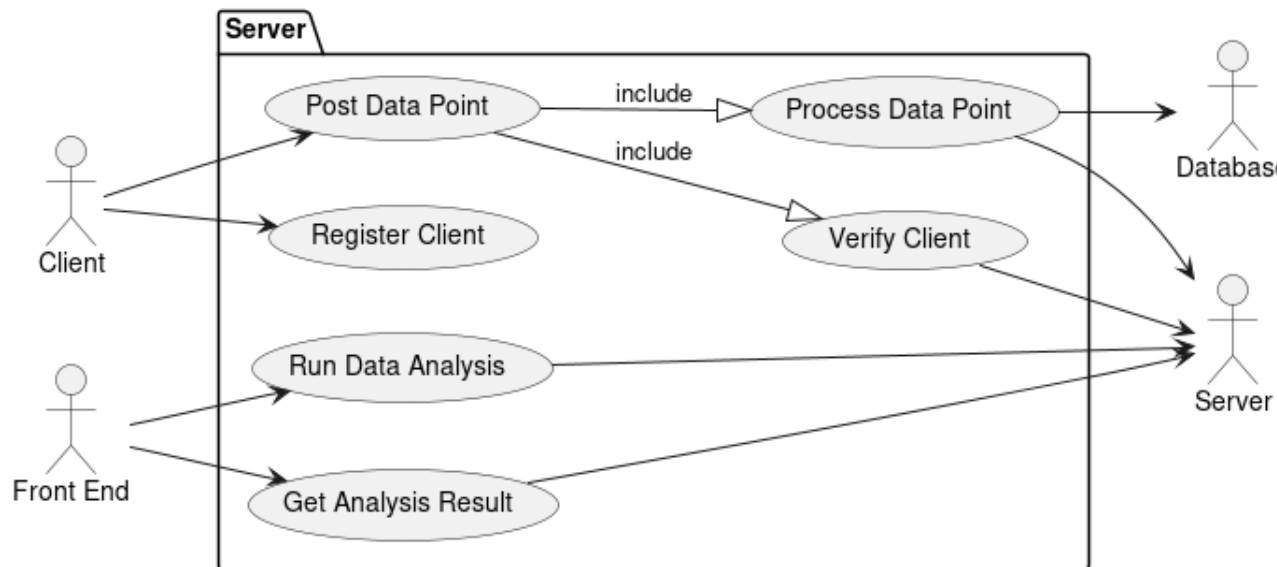 Server
Post Data Point
include
Process Data Point
include
Database
Client
Register Client
Verify Client
Run Data Analysis
Server
Front End
Get Analysis Result